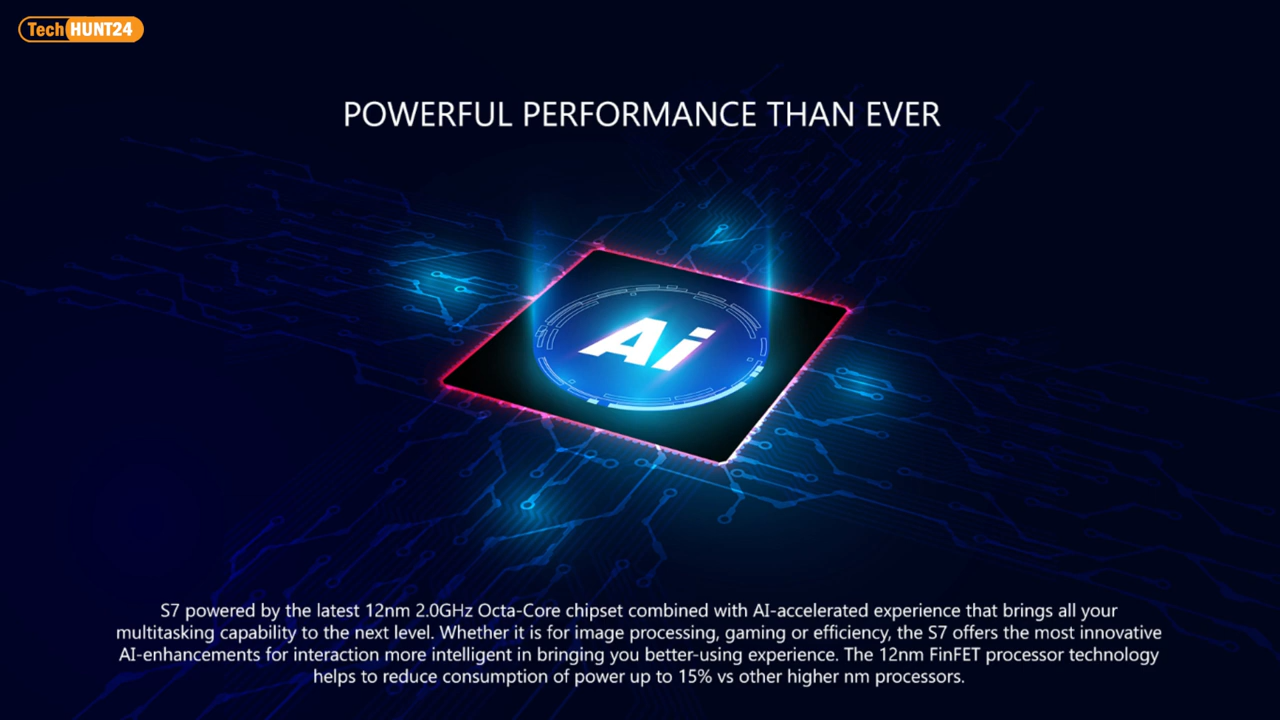 TechHUNT24
POWERFUL PERFORMANCE THAN EVER
Ai
S7 powered by the latest 12nm 2.0GHz Octa-Core chipset combined with AI-accelerated experience that brings all your
multitasking capability to the next level. Whether it is for image processing, gaming or efficiency, the S7 offers the most innovative
AI-enhancements for interaction more intelligent in bringing you better-using experience. The 12nm FinFET processor technology
helps to reduce consumption of power up to 15% vs other higher nm processors.